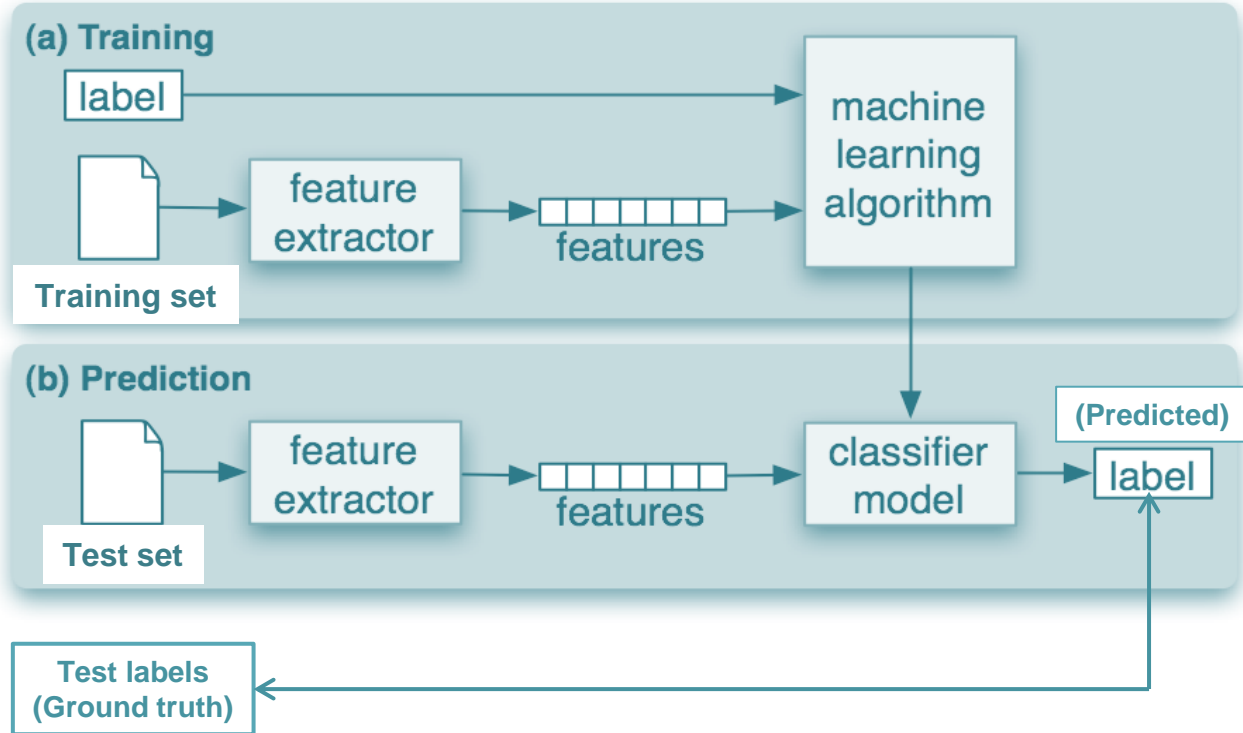 (a) Training
label
machine
learning
algorithm
feature
extractor
features
Training set
(b) Prediction
(Predicted)
feature
extractor
features
classifier
model
label
Test set
Test labels
(Ground truth)